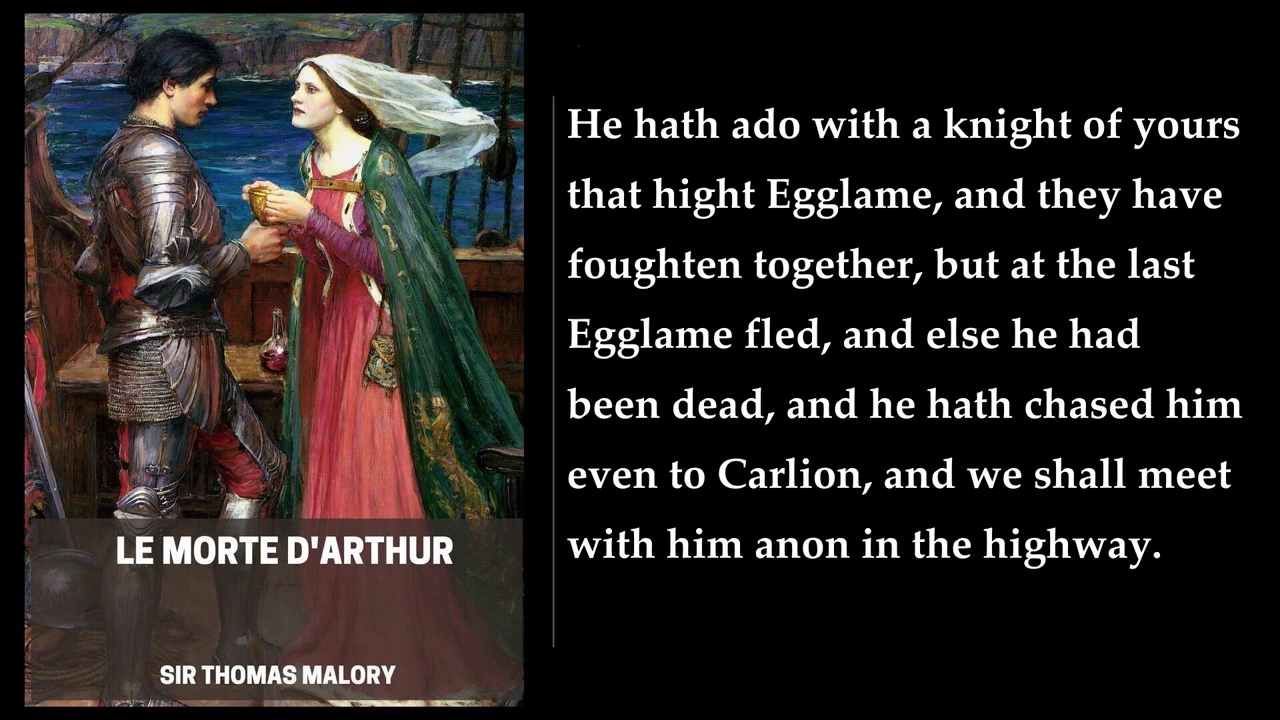 LE MORTE D'ARTHUR
SIR THOMAS MALORY
He hath ado with a knight of yours
that hight Egglame, and they have
foughten together, but at the last
Egglame fled, and else he had
been dead, and he hath chased him
even to Carlion, and we shall meet
with him anon in the highway.